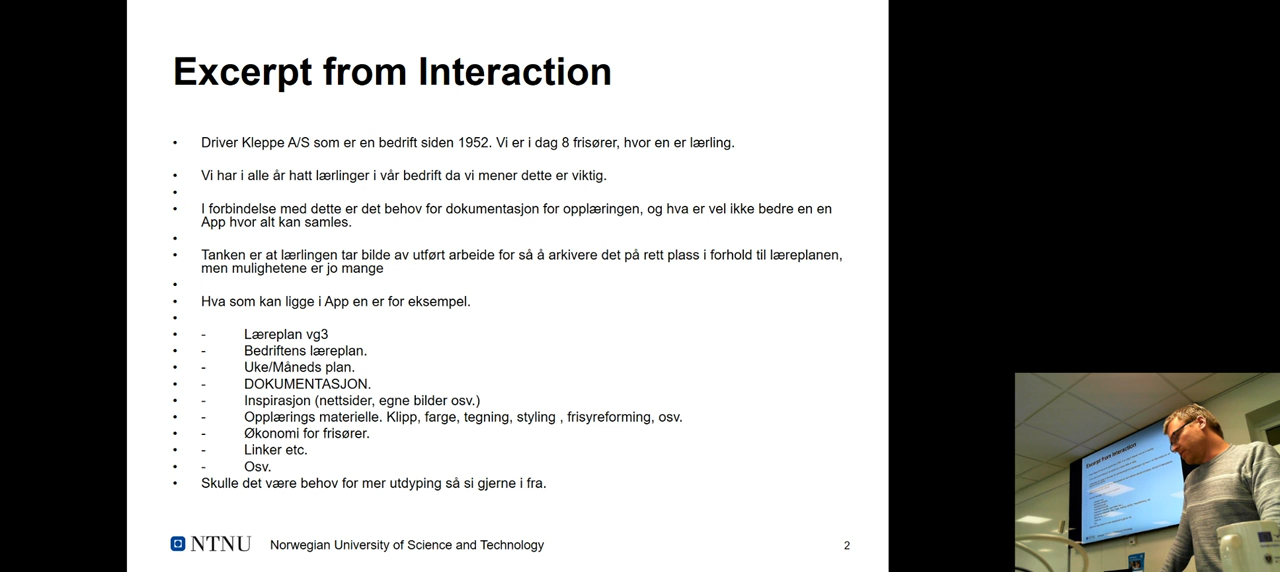 Excerpt from Interaction
• Driver Kleppe A/S som er en bedrift siden 1952. Vi er i dag 8 frisører, hvor en er lærling.
• Vi har i alle år hatt lærlinger i vår bedrift da vi mener dette er viktig.
•
• I forbindelse med dette er det behov for dokumentasjon for opplæringen, og hva er vel ikke bedre en en
App hvor alt kan samles.
•
• Tanken er at lærlingen tar bilde av utført arbeide for så å arkivere det på rett plass i forhold til læreplanen,
men mulighetene er jo mange
•
• Hva som kan ligge i App en er for eksempel.
•
• - Læreplan vg3
• - Bedriftens læreplan.
• - Uke/Måneds plan.
• - DOKUMENTASJON.
• - Inspirasjon (nettsider, egne bilder osv.)
• - Opplærings materielle. Klipp, farge, tegning, styling , frisyreforming, osv.
• - Økonomi for frisører.
• - Linker etc.
• - Osv.
• Skulle det være behov for mer utdyping så si gjerne i fra.
NTNU Norwegian University of Science and Technology 2
Excerpt from Interaction